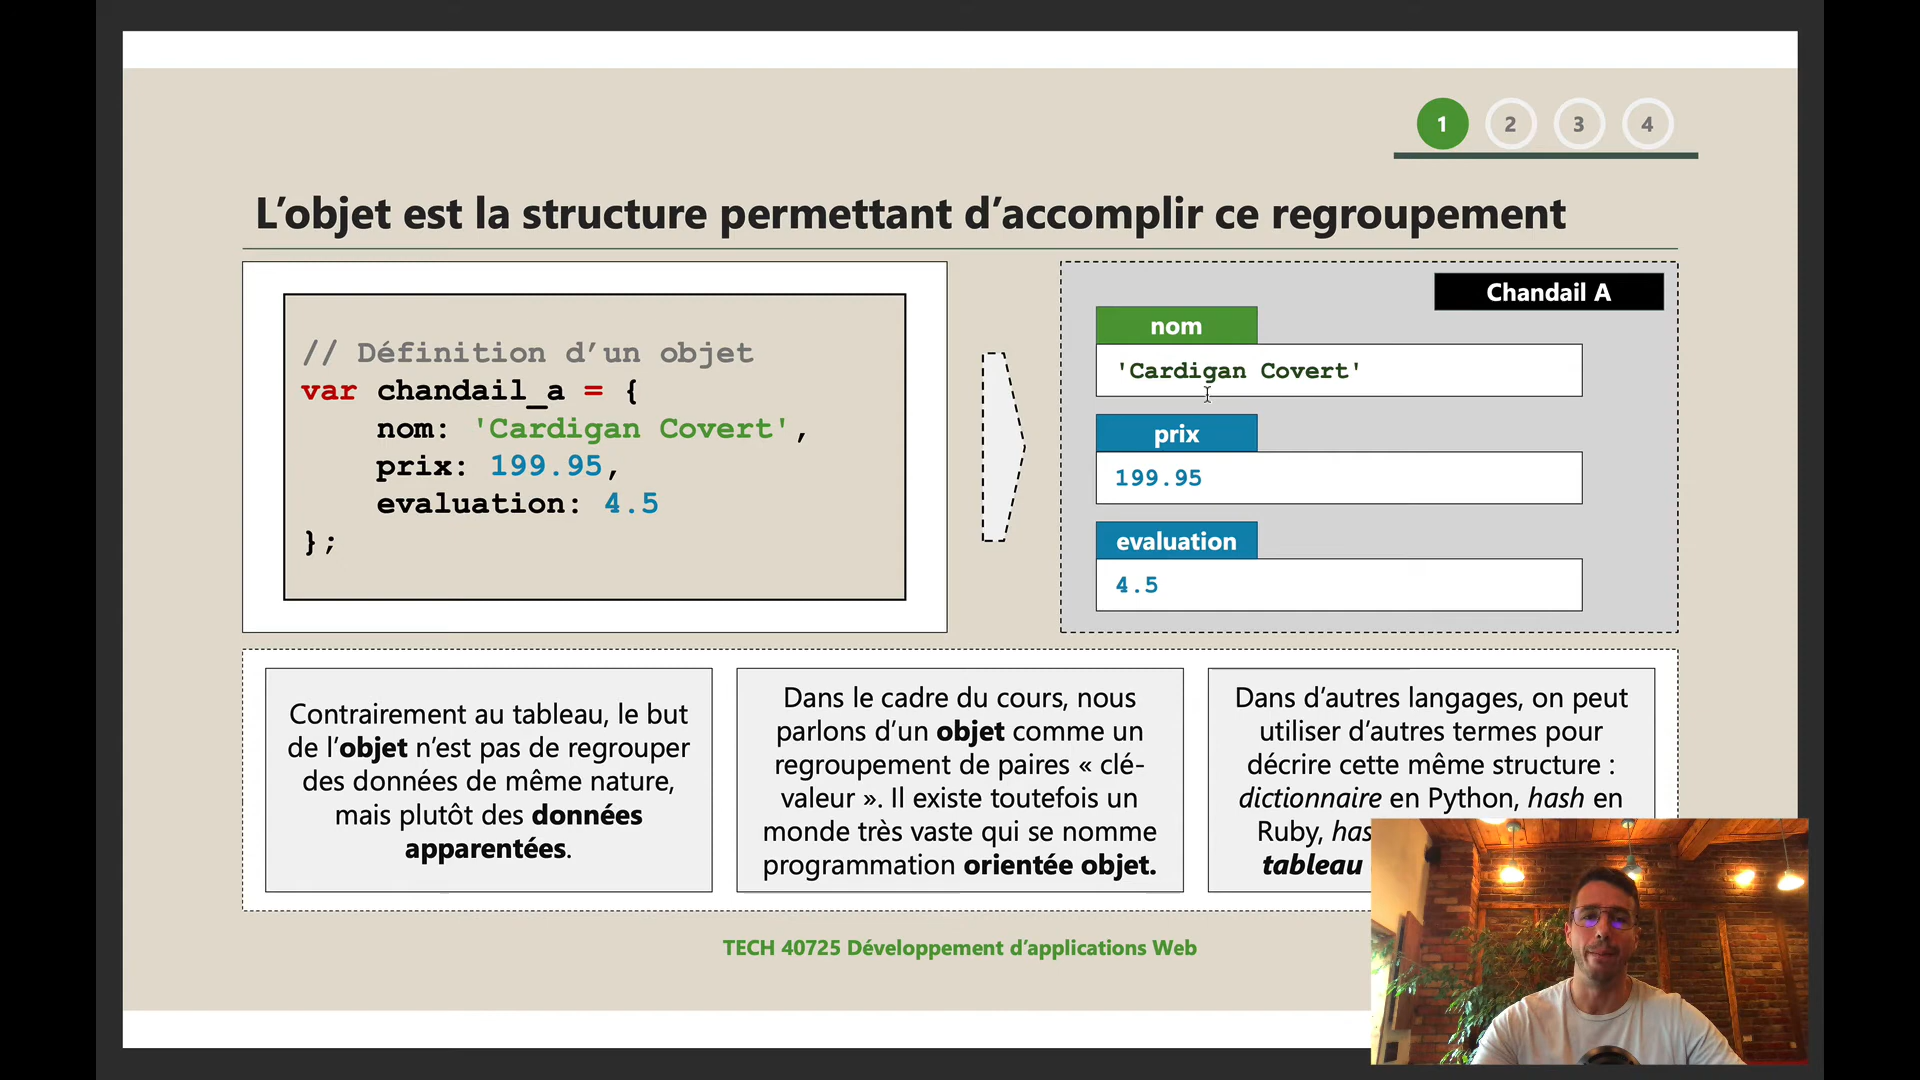 1 2 3 4
L’objet est la structure permettant d’accomplir ce regroupement
// Définition d’un objet
var chandail_a = {
nom: 'Cardigan Covert',
prix: 199.95,
evaluation: 4.5
};
Chandail A
nom
'Cardigan Covert'
prix
199.95
evaluation
4.5
Contrairement au tableau, le but
de l’objet n’est pas de regrouper
des données de même nature,
mais plutôt des données
apparentées.
Dans le cadre du cours, nous
parlons d’un objet comme un
regroupement de paires « clé-
valeur ». Il existe toutefois un
monde très vaste qui se nomme
programmation orientée objet.
Dans d’autres langages, on peut
utiliser d’autres termes pour
décrire cette même structure :
dictionnaire en Python, hash en
Ruby,
tableau
TECH 40725 Développement d’applications Web